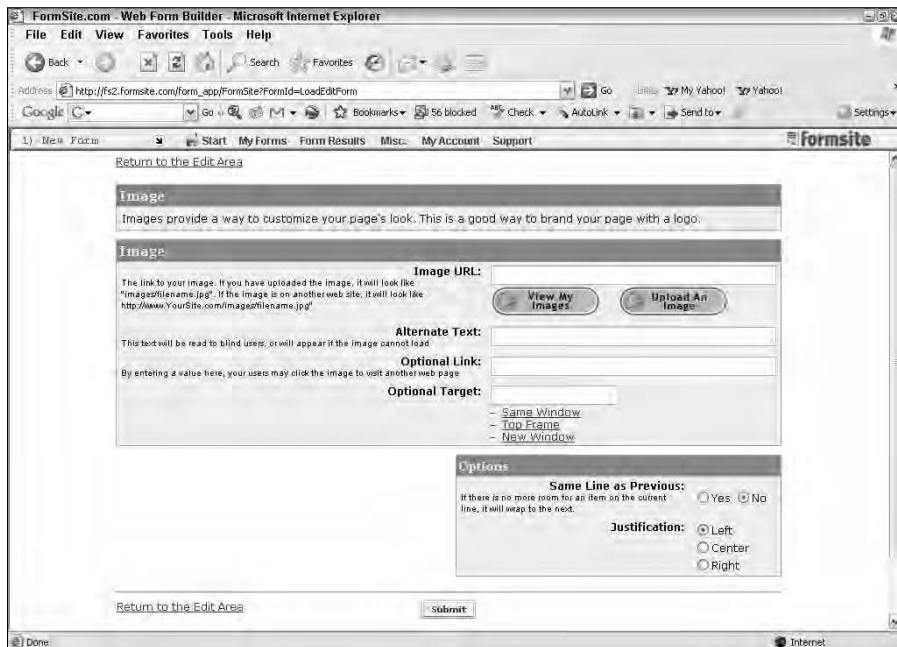 FormSite.com - Web Form Builder - Microsoft Internet Explorer
File Edit View Favorites Tools Help
Back Search Favorites
Address http://fs2.formsite.com/form_app/FormSite?FormId=LoadEditForm Go Links My Yahoo! Yahoo!
Google Go Bookmarks 56 blocked Check AutoLink Send to Settings
1) New Form Start My Forms Form Results Misc. My Account Support formsite
Return to the Edit Area
Image
Images provide a way to customize your page's look. This is a good way to brand your page with a logo.
Image
Image URL:
The link to your image. If you have uploaded the image, it will look like
"images/filename.jpg". If the image is on another web site, it will look like
http://www.YourSite.com/images/filename.jpg"
View My
Images
Upload An
Image
Alternate Text:
This text will be read to blind users, or will appear if the image cannot load
Optional Link:
By entering a value here, your users may click the image to visit another web page
Optional Target:
– Same Window
– Top Frame
– New Window
Options
Same Line as Previous:
If there is no more room for an item on the current
line, it will wrap to the next.
Yes No
Justification:
Left
Center
Right
Return to the Edit Area
Submit
Done Internet